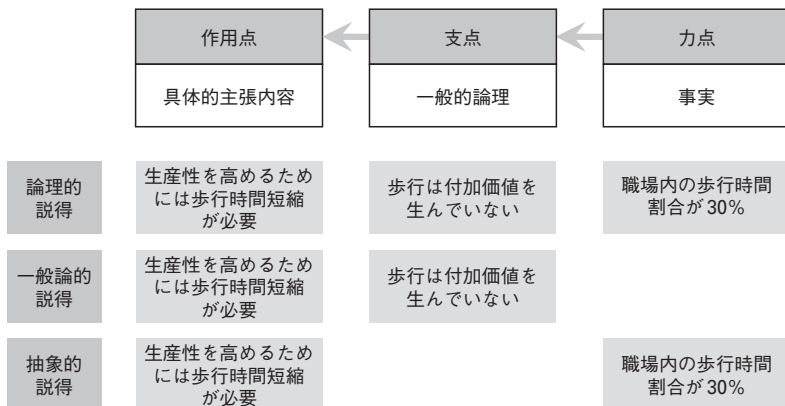 作用点
支点
力点
具体的主張内容
一般的論理
事実
論理的
説得
生産性を高めるため
には歩行時間短縮
が必要
歩行は付加価値を
生んでいない
職場内の歩行時間
割合が30%
一般論的
説得
生産性を高めるため
には歩行時間短縮
が必要
歩行は付加価値を
生んでいない
抽象的
説得
生産性を高めるため
には歩行時間短縮
が必要
職場内の歩行時間
割合が30%